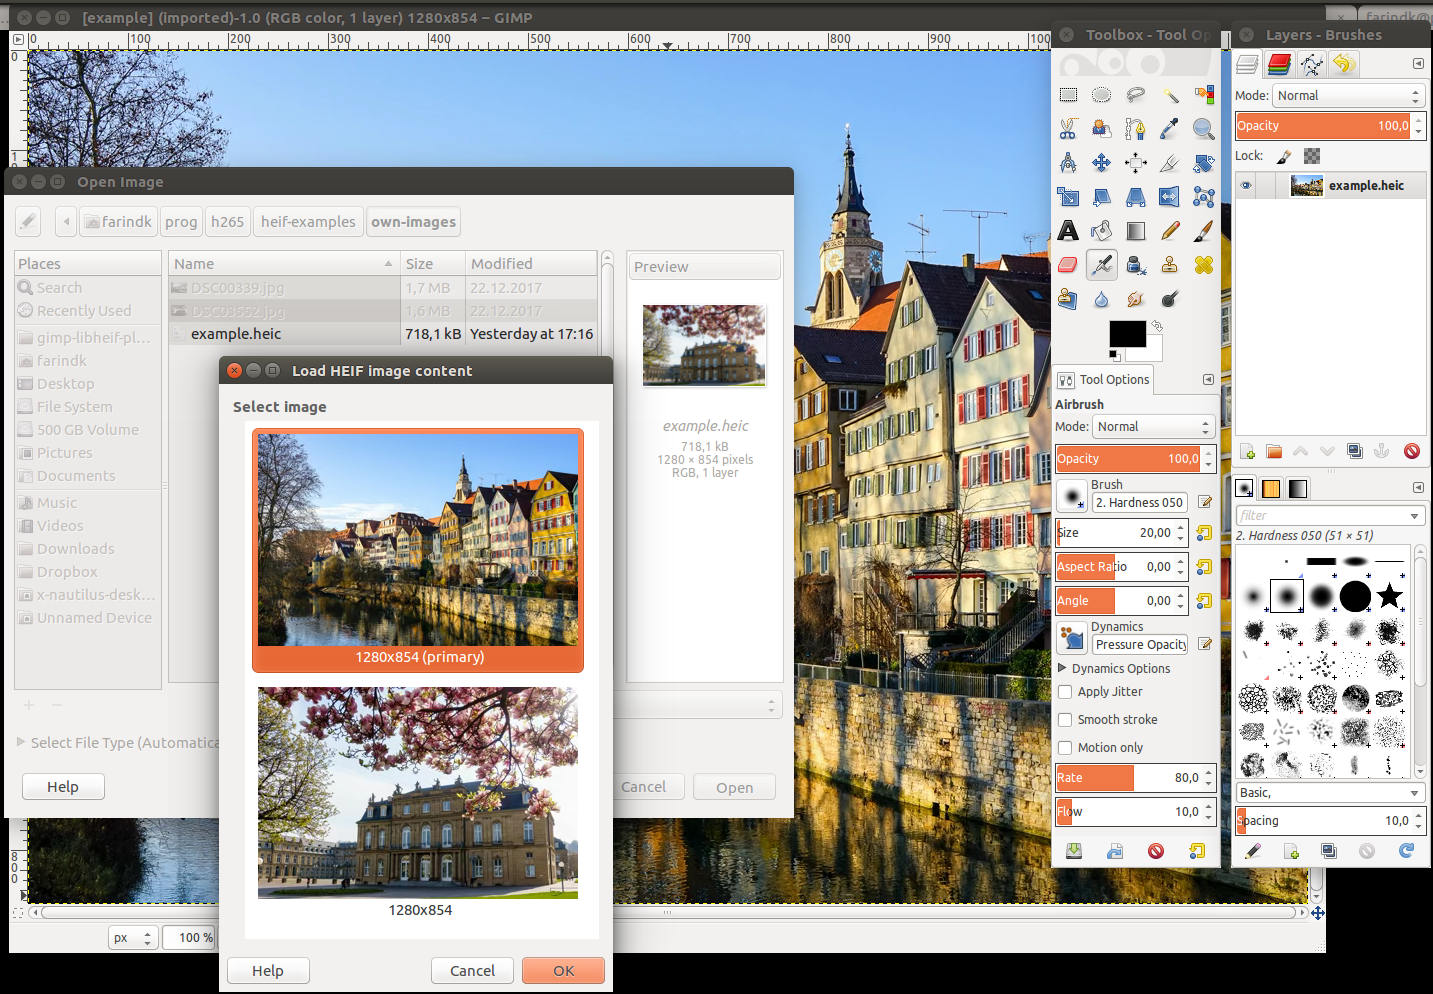 [example] (imported)-1.0 (RGB color, 1 layer) 1280x854 – GIMP
farindk@
0 100 200 300 400 500 600 700 800 900 100
0
1
8
0
0
Open Image
farindk prog h265 heif-examples own-images
Places
Search
Recently Used
gimp-libheif-pl...
farindk
Desktop
File System
500 GB Volume
Pictures
Documents
Music
Videos
Downloads
Dropbox
x-nautilus-desk...
Unnamed Device
Name Size Modified
DSC00339.jpg 1,7 MB 22.12.2017
DSC03652.jpg 1,6 MB 22.12.2017
example.heic 718,1 kB Yesterday at 17:16
Preview
example.heic
718,1 kB
1280 × 854 pixels
RGB, 1 layer
Select File Type (Automatica
Help
Cancel
Open
Load HEIF image content
Select image
1280x854 (primary)
1280x854
Help
Cancel
OK
px
100 %
Toolbox - Tool Op
Tool Options
Airbrush
Mode: Normal
Opacity 100,0
Brush
2. Hardness 050
Size 20,00
Aspect Ratio 0,00
Angle 0,00
Dynamics
Pressure Opacity
Dynamics Options
Apply Jitter
Smooth stroke
Motion only
Rate 80,0
Flow 10,0
Layers - Brushes
Mode: Normal
Opacity 100,0
Lock:
example.heic
filter
2. Hardness 050 (51 × 51)
Basic,
Spacing 10,0